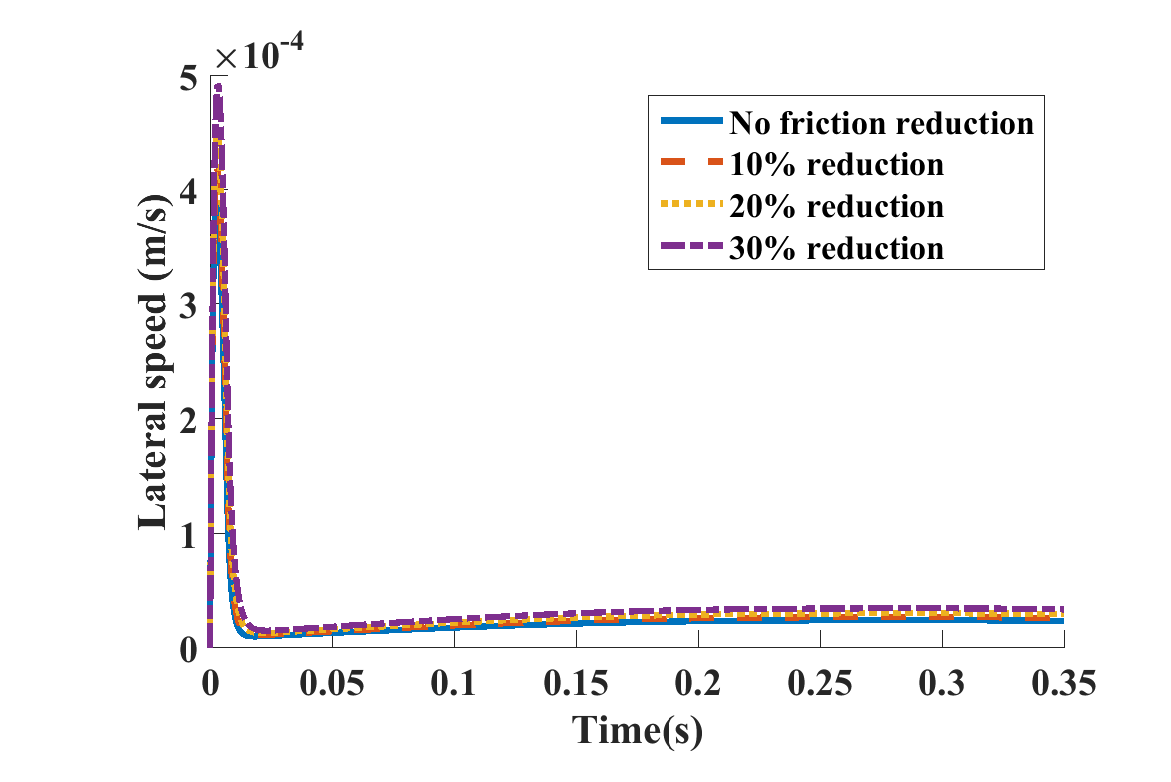 ×10-4
5
4
3
2
1
0
Lateral speed (m/s)
No friction reduction
10% reduction
20% reduction
30% reduction
0 0.05 0.1 0.15 0.2 0.25 0.3 0.35
Time(s)